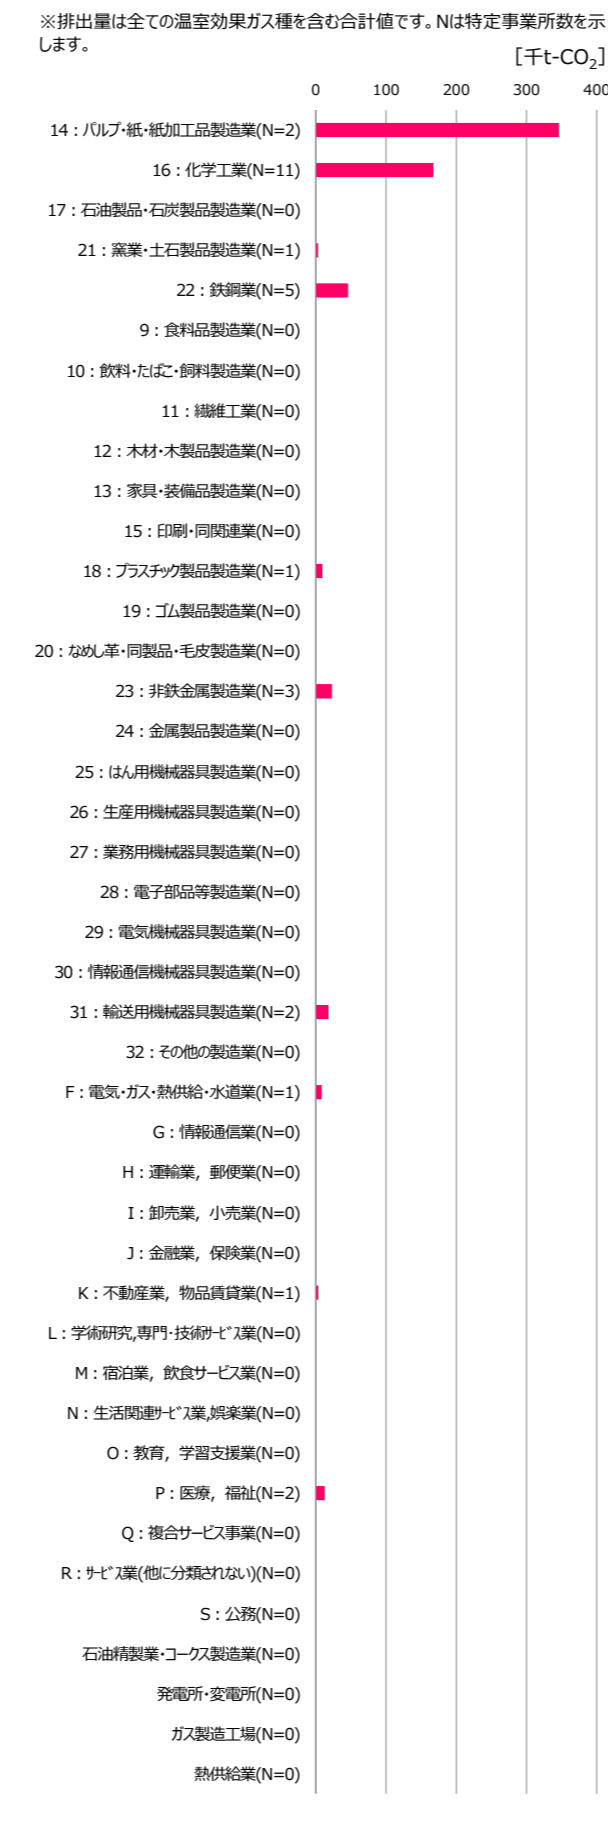 ※排出量は全ての温室効果ガス種を含む合計値です。Nは特定事業所数を示
します。
[千t-CO₂]
0 100 200 300 400
14：パルプ・紙・紙加工品製造業(N=2)
16：化学工業(N=11)
17：石油製品・石炭製品製造業(N=0)
21：窯業・土石製品製造業(N=1)
22：鉄鋼業(N=5)
9：食料品製造業(N=0)
10：飲料・たばこ・飼料製造業(N=0)
11：繊維工業(N=0)
12：木材・木製品製造業(N=0)
13：家具・装備品製造業(N=0)
15：印刷・同関連業(N=0)
18：プラスチック製品製造業(N=1)
19：ゴム製品製造業(N=0)
20：なめし革・同製品・毛皮製造業(N=0)
23：非鉄金属製造業(N=3)
24：金属製品製造業(N=0)
25：はん用機械器具製造業(N=0)
26：生産用機械器具製造業(N=0)
27：業務用機械器具製造業(N=0)
28：電子部品等製造業(N=0)
29：電気機械器具製造業(N=0)
30：情報通信機械器具製造業(N=0)
31：輸送用機械器具製造業(N=2)
32：その他の製造業(N=0)
F：電気・ガス・熱供給・水道業(N=1)
G：情報通信業(N=0)
H：運輸業，郵便業(N=0)
I：卸売業，小売業(N=0)
J：金融業，保険業(N=0)
K：不動産業，物品賃貸業(N=1)
L：学術研究,専門・技術ｻｰﾋﾞｽ業(N=0)
M：宿泊業，飲食サービス業(N=0)
N：生活関連ｻｰﾋﾞｽ業,娯楽業(N=0)
O：教育，学習支援業(N=0)
P：医療，福祉(N=2)
Q：複合サービス事業(N=0)
R：ｻｰﾋﾞｽ業(他に分類されない)(N=0)
S：公務(N=0)
石油精製業・コークス製造業(N=0)
発電所・変電所(N=0)
ガス製造工場(N=0)
熱供給業(N=0)